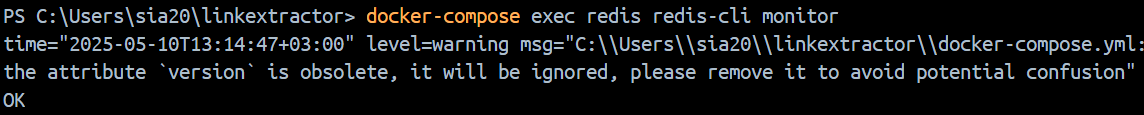 PS C:\Users\sia20\linkextractor> docker-compose exec redis redis-cli monitor
time="2025-05-10T13:14:47+03:00" level=warning msg="C:\\Users\\sia20\\linkextractor\\docker-compose.yml:
the attribute `version` is obsolete, it will be ignored, please remove it to avoid potential confusion"
OK